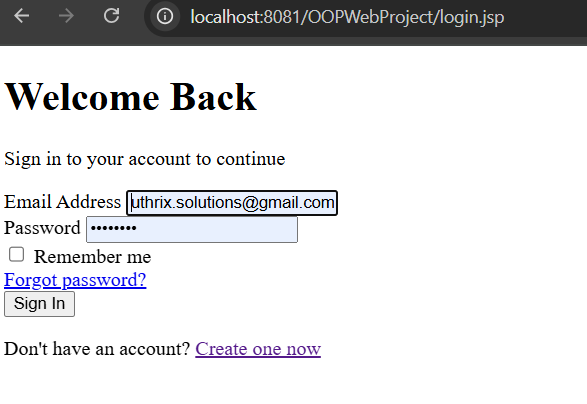 localhost:8081/OOPWebProject/login.jsp
Welcome Back
Sign in to your account to continue
Email Address uthrix.solutions@gmail.com
Password ••••••••
Remember me
Forgot password?
Sign In
Don't have an account? Create one now